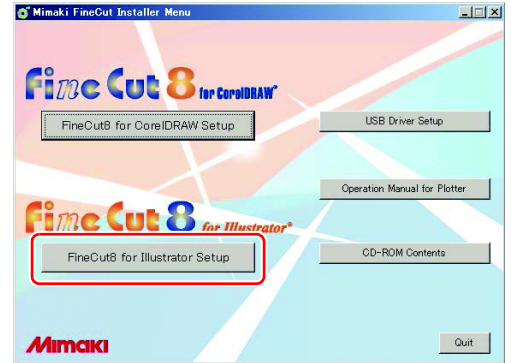 Mimaki FineCut Installer Menu
Fine Cut 8 for CorelDRAW®
FineCut8 for CorelDRAW Setup
USB Driver Setup
Operation Manual for Plotter
Fine Cut 8 for Illustrator®
FineCut8 for Illustrator Setup
CD-ROM Contents
Mimaki
Quit